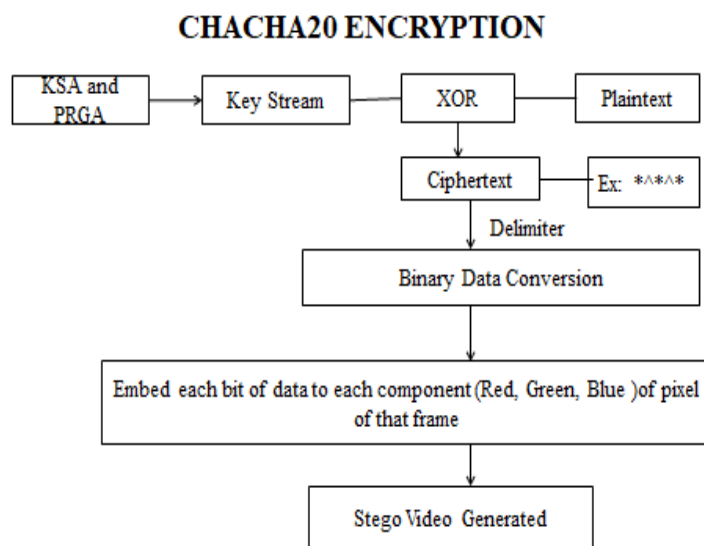 CHACHA20 ENCRYPTION
KSA and
PRGA
Key Stream
XOR
Plaintext
Ciphertext
Ex: *^*^*
Delimiter
Binary Data Conversion
Embed each bit of data to each component (Red, Green, Blue )of pixel
of that frame
Stego Video Generated